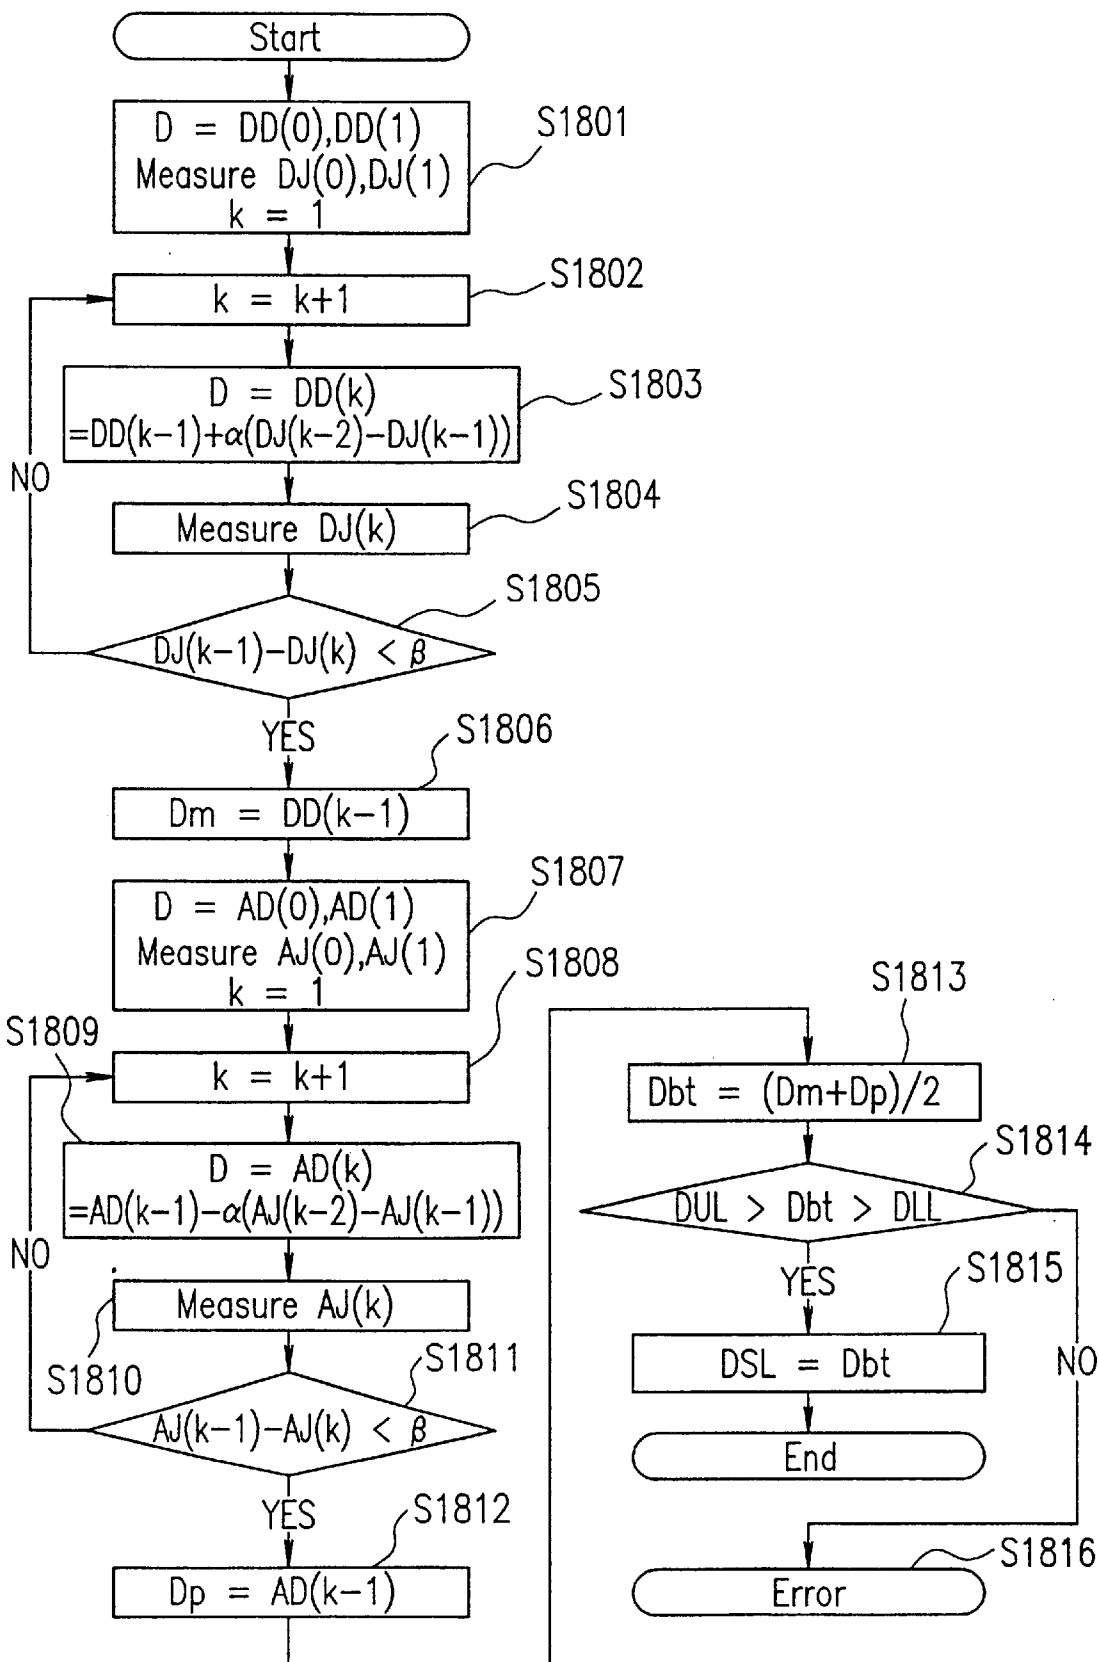 Start
D = DD(0),DD(1)
Measure DJ(0),DJ(1)
k = 1
S1801
k = k+1
S1802
D = DD(k)
=DD(k-1)+α(DJ(k-2)-DJ(k-1))
S1803
NO
Measure DJ(k)
S1804
DJ(k-1)-DJ(k) < β
S1805
YES
Dm = DD(k-1)
S1806
D = AD(0),AD(1)
Measure AJ(0),AJ(1)
k = 1
S1807
k = k+1
S1808
S1809
D = AD(k)
=AD(k-1)-α(AJ(k-2)-AJ(k-1))
NO
Measure AJ(k)
S1810
AJ(k-1)-AJ(k) < β
S1811
YES
Dp = AD(k-1)
S1812
Dbt = (Dm+Dp)/2
S1813
DUL > Dbt > DLL
S1814
YES
NO
DSL = Dbt
S1815
End
Error
S1816